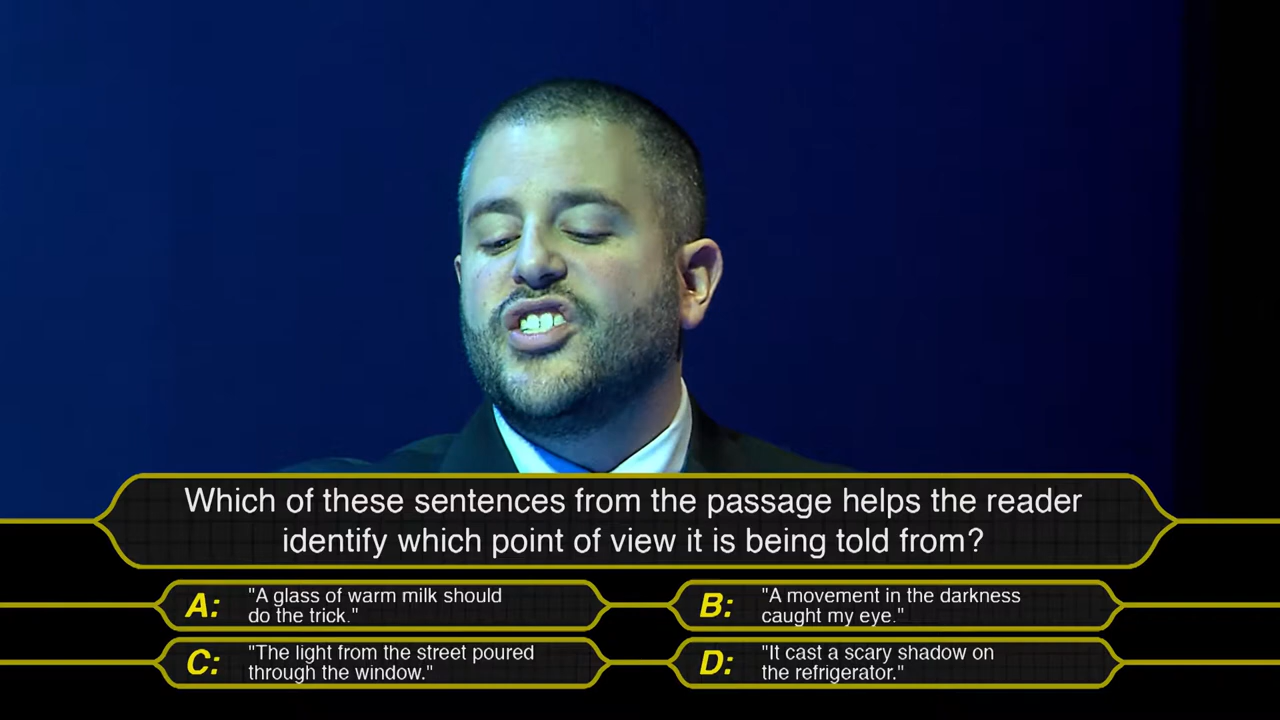 Which of these sentences from the passage helps the reader
identify which point of view it is being told from?
A: "A glass of warm milk should
do the trick."
B: "A movement in the darkness
caught my eye."
C: "The light from the street poured
through the window."
D: "It cast a scary shadow on
the refrigerator."